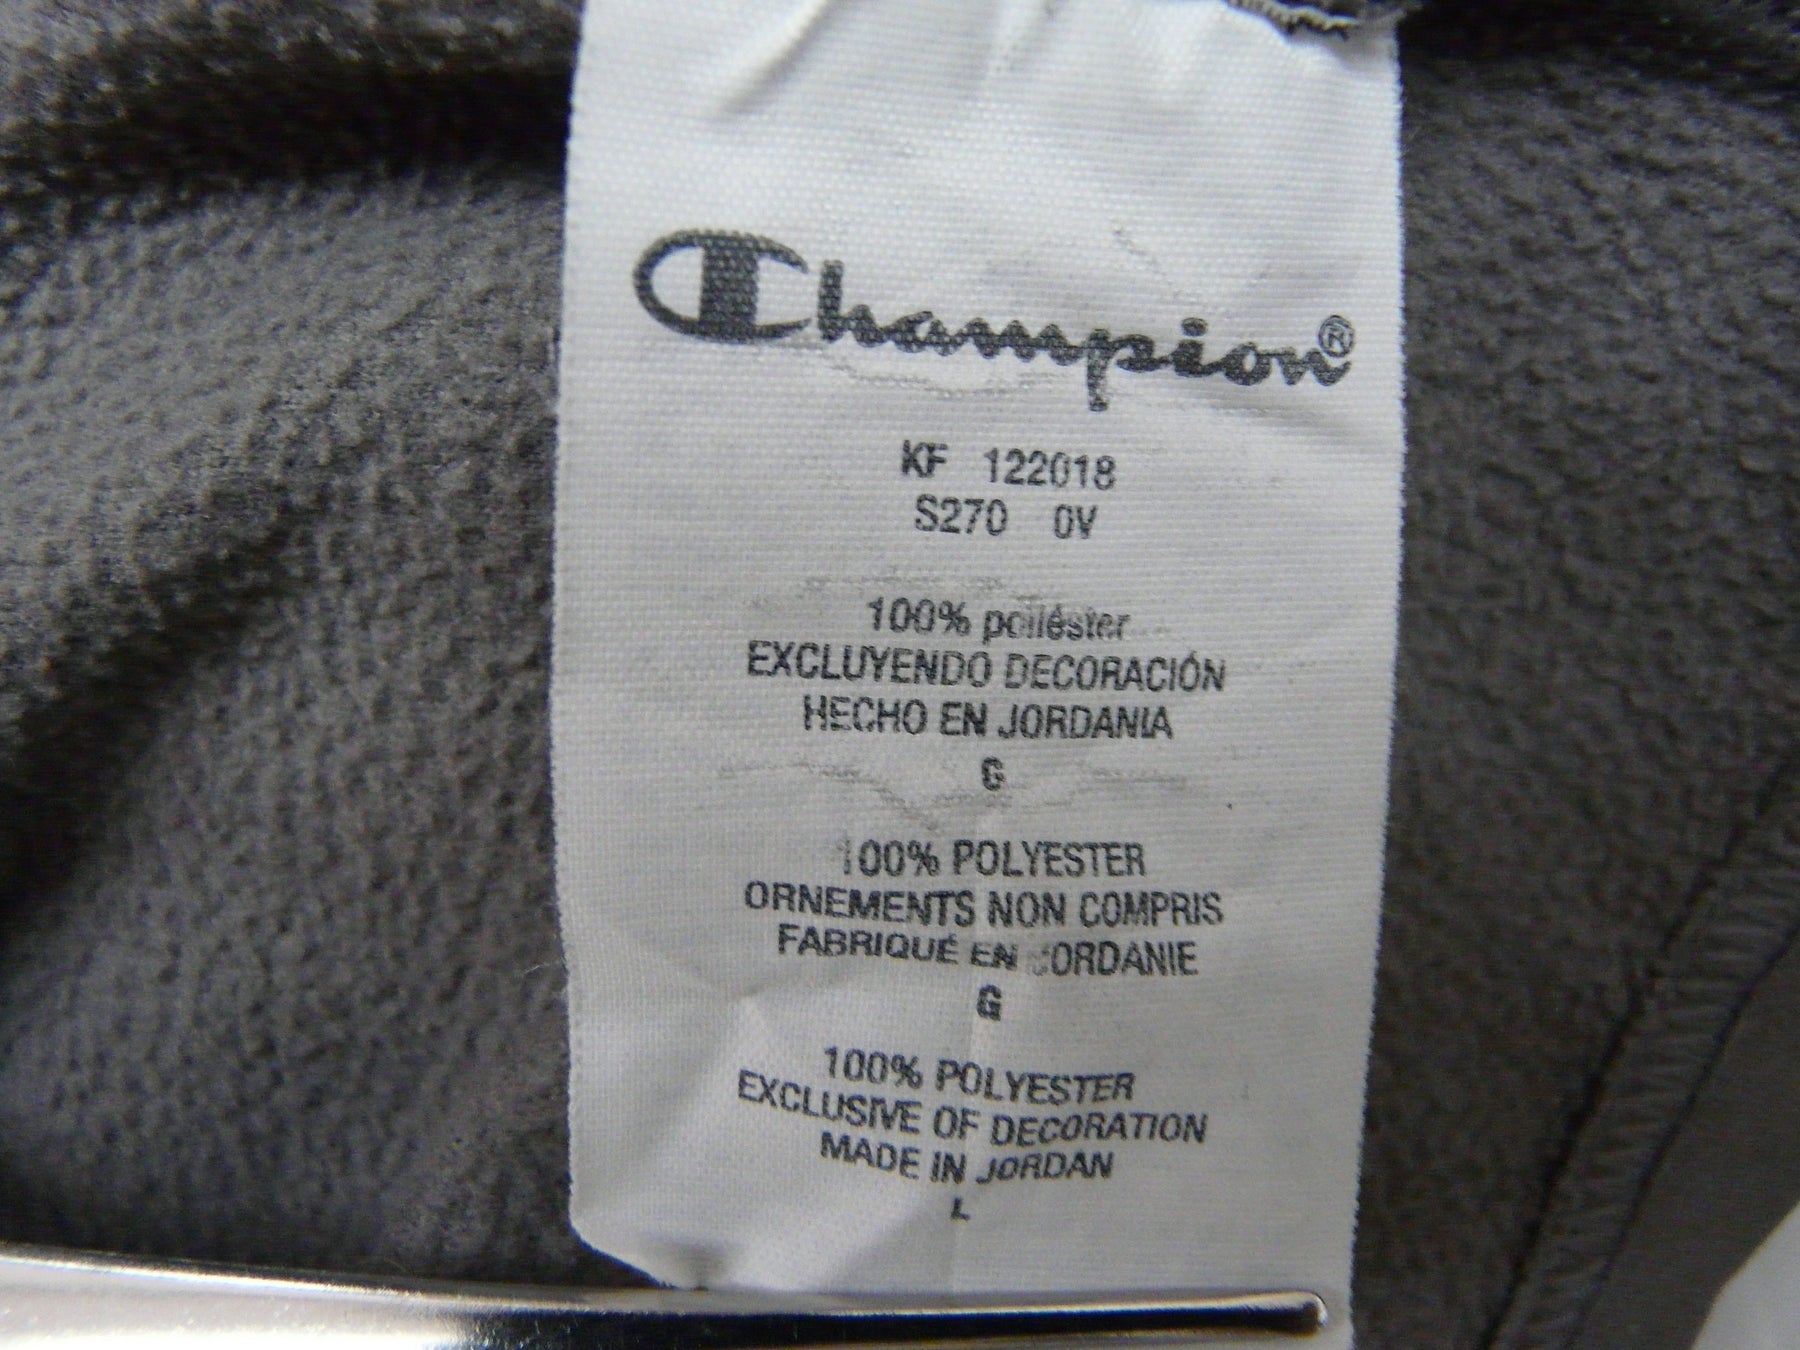 Champion®
KF 122018
S270 0V
100% poliéster
EXCLUYENDO DECORACIÓN
HECHO EN JORDANIA
G
100% POLYESTER
ORNEMENTS NON COMPRIS
FABRIQUÉ EN JORDANIE
G
100% POLYESTER
EXCLUSIVE OF DECORATION
MADE IN JORDAN
L